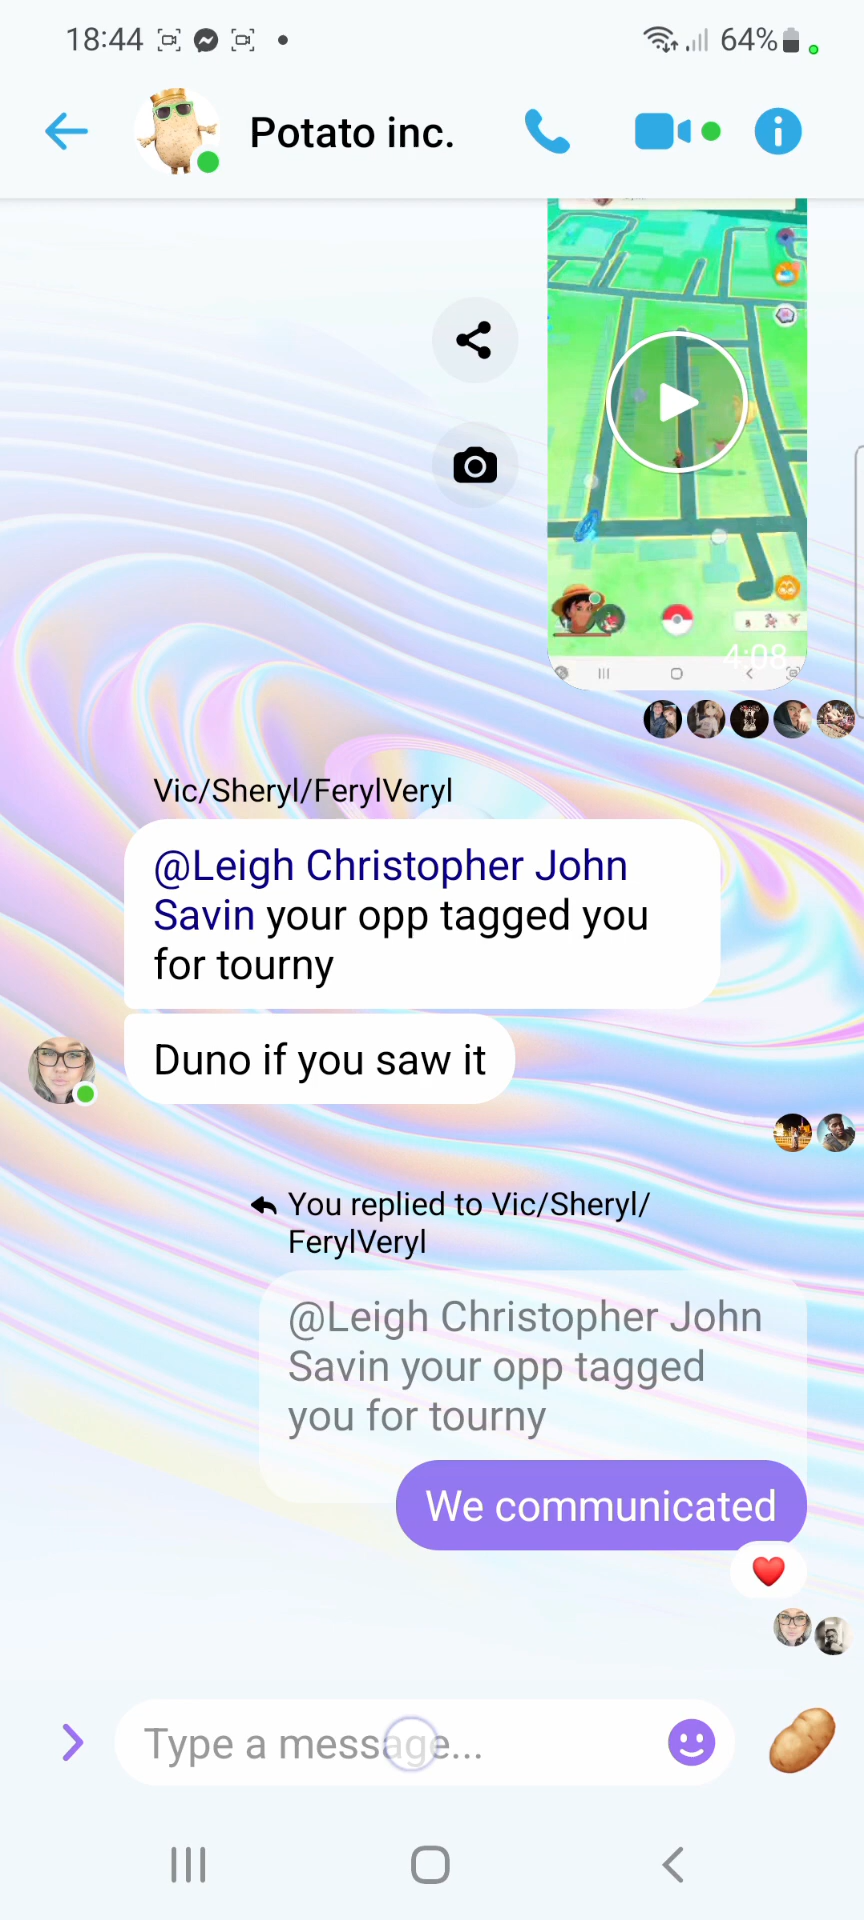 18:44
64%
Potato inc.
4:08
Vic/Sheryl/FerylVeryl
@Leigh Christopher John
Savin your opp tagged you
for tourny
Duno if you saw it
You replied to Vic/Sheryl/
FerylVeryl
@Leigh Christopher John
Savin your opp tagged
you for tourny
We communicated
Type a message...